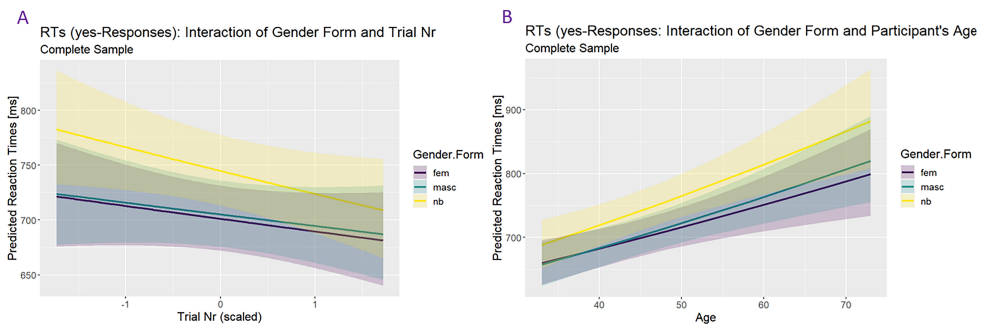 A
RTs (yes-Responses): Interaction of Gender Form and Trial Nr
Complete Sample
Predicted Reaction Times [ms]
800
750
700
650
-1
0
1
Trial Nr (scaled)
Gender.Form
fem
masc
nb
B
RTs (yes-Responses: Interaction of Gender Form and Participant's Age
Complete Sample
Predicted Reaction Times [ms]
900
800
700
40
50
60
70
Age
Gender.Form
fem
masc
nb